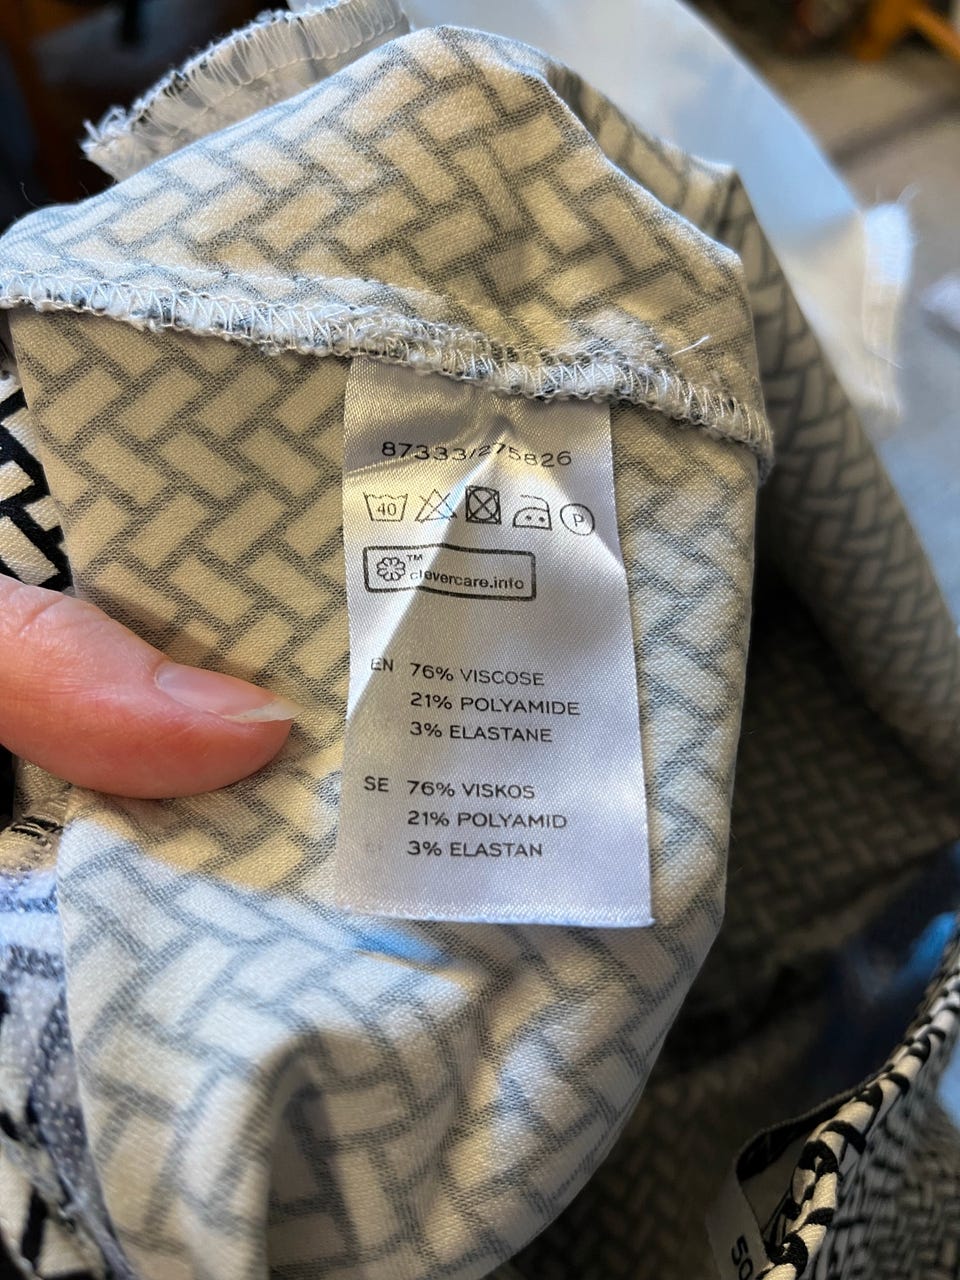 87333/275826
40
P
™
clevercare.info
EN 76% VISCOSE
21% POLYAMIDE
3% ELASTANE
SE 76% VISKOS
21% POLYAMID
3% ELASTAN